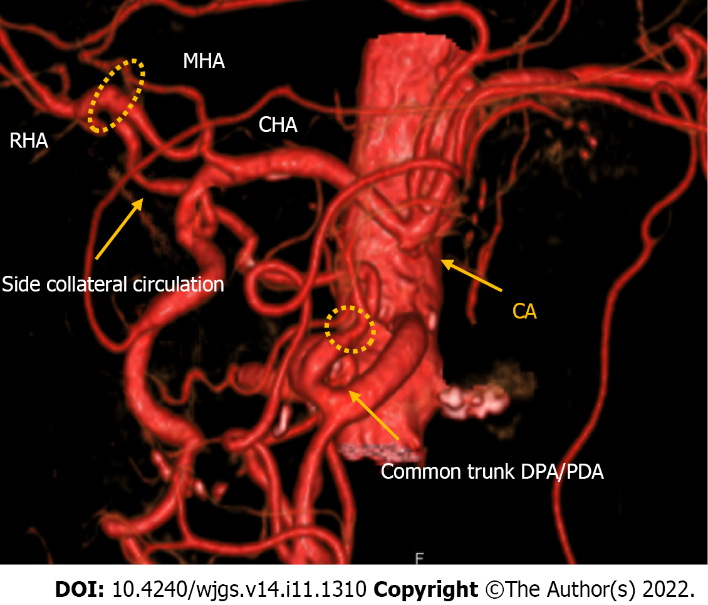 MHA
CHA
RHA
Side collateral circulation
CA
Common trunk DPA/PDA
F
DOI: 10.4240/wjgs.v14.i11.1310 Copyright ©The Author(s) 2022.